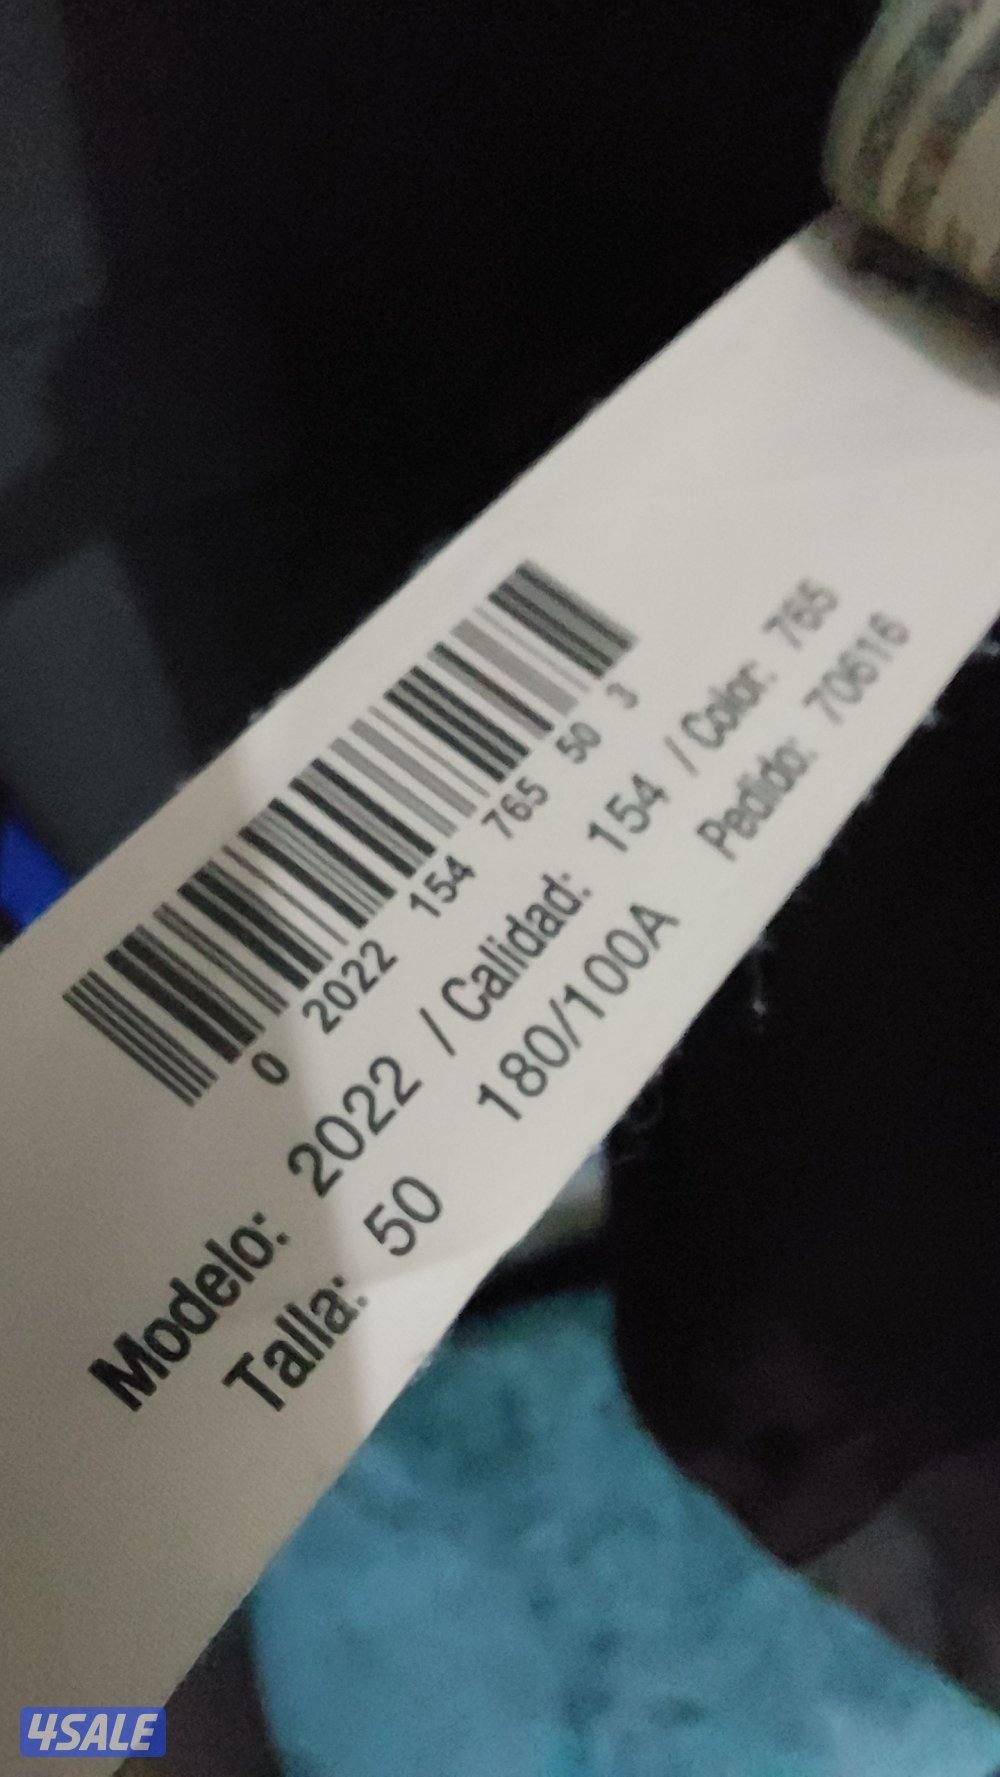 0 2022 154 765 50 3
Modelo: 2022 / Calidad: 154 / Color: 765
Talla: 50 180/100A Pedido: 70616
4SALE